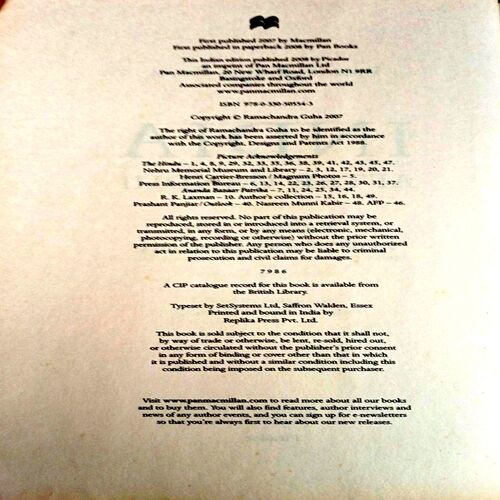 First published 2007 by Macmillan
First published in paperback 2008 by Pan Books
This Indian edition published 2008 by Picador
an imprint of Pan Macmillan Ltd
Pan Macmillan, 20 New Wharf Road, London N1 9RR
Basingstoke and Oxford
Associated companies throughout the world
www.panmacmillan.com
ISBN 978-0-330-50554-3
Copyright © Ramachandra Guha 2007
The right of Ramachandra Guha to be identified as the
author of this work has been asserted by him in accordance
with the Copyright, Designs and Patents Act 1988.
Picture Acknowledgements
The Hindu – 1, 4, 8, 9, 29, 32, 33, 35, 36, 38, 39, 41, 42, 43, 45, 47.
Nehru Memorial Museum and Library – 2, 3, 12, 17, 19, 20, 21.
Henri Cartier-Bresson / Magnum Photos – 5.
Press Information Bureau – 6, 13, 14, 22, 23, 26, 27, 28, 30, 31, 37.
Ananda Bazaar Patrika – 7, 11, 24, 25, 34, 44.
R. K. Laxman – 10. Author's collection – 15, 16, 18, 49.
Prashant Panjiar / Outlook – 40. Nasreen Munni Kabir – 48. AFP – 46.
All rights reserved. No part of this publication may be
reproduced, stored in or introduced into a retrieval system, or
transmitted, in any form, or by any means (electronic, mechanical,
photocopying, recording or otherwise) without the prior written
permission of the publisher. Any person who does any unauthorized
act in relation to this publication may be liable to criminal
prosecution and civil claims for damages.
7 9 8 6
A CIP catalogue record for this book is available from
the British Library.
Typeset by SetSystems Ltd, Saffron Walden, Essex
Printed and bound in India by
Replika Press Pvt. Ltd.
This book is sold subject to the condition that it shall not,
by way of trade or otherwise, be lent, re-sold, hired out,
or otherwise circulated without the publisher's prior consent
in any form of binding or cover other than that in which
it is published and without a similar condition including this
condition being imposed on the subsequent purchaser.
Visit www.panmacmillan.com to read more about all our books
and to buy them. You will also find features, author interviews and
news of any author events, and you can sign up for e-newsletters
so that you're always first to hear about our new releases.